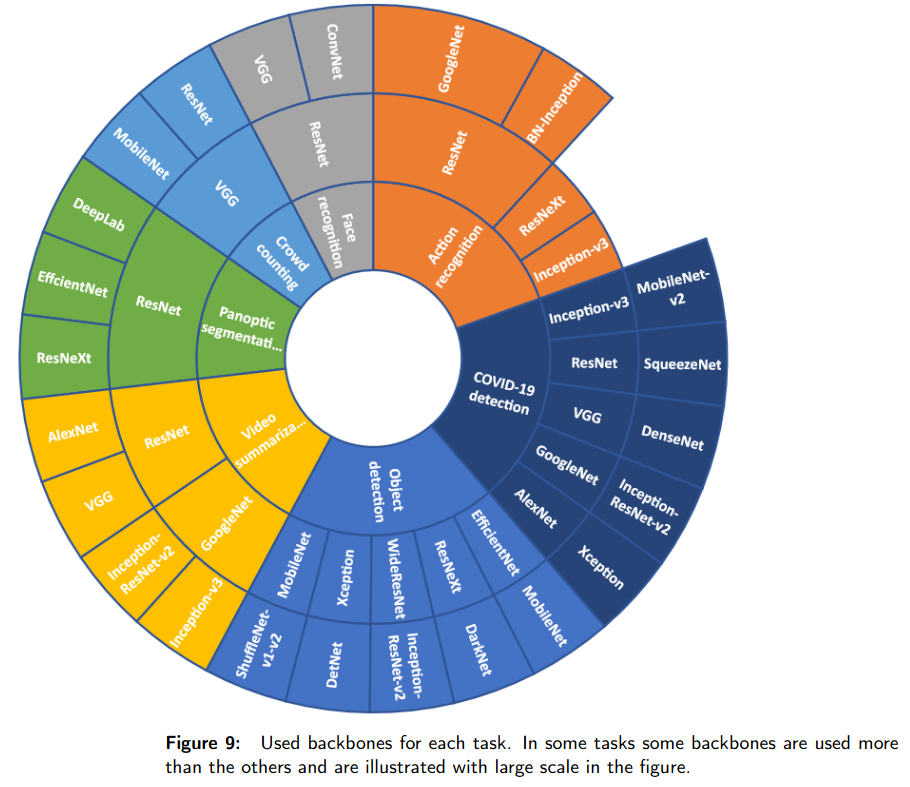 GoogleNet
BN-Inception
ResNet
ResNeXt
Inception-v3
Action
recognition
COVID-19
detection
Inception-v3
ResNet
VGG
GoogleNet
AlexNet
MobileNet-
v2
SqueezeNet
DenseNet
Inception-
ResNet-v2
Xception
Object
detection
EfficientNet
ResNeXt
WideResNet
Xception
MobileNet
MobileNet
DarkNet
Inception-
ResNet-v2
DetNet
ShuffleNet-
v1-v2
Video
summariza...
GoogleNet
ResNet
Inception-v3
Inception-
ResNet-v2
VGG
AlexNet
Panoptic
segmentati...
ResNet
ResNeXt
EffcientNet
DeepLab
Crowd
counting
VGG
MobileNet
ResNet
Face
recognition
ResNet
VGG
ConvNet
Figure 9: Used backbones for each task. In some tasks some backbones are used more
than the others and are illustrated with large scale in the figure.